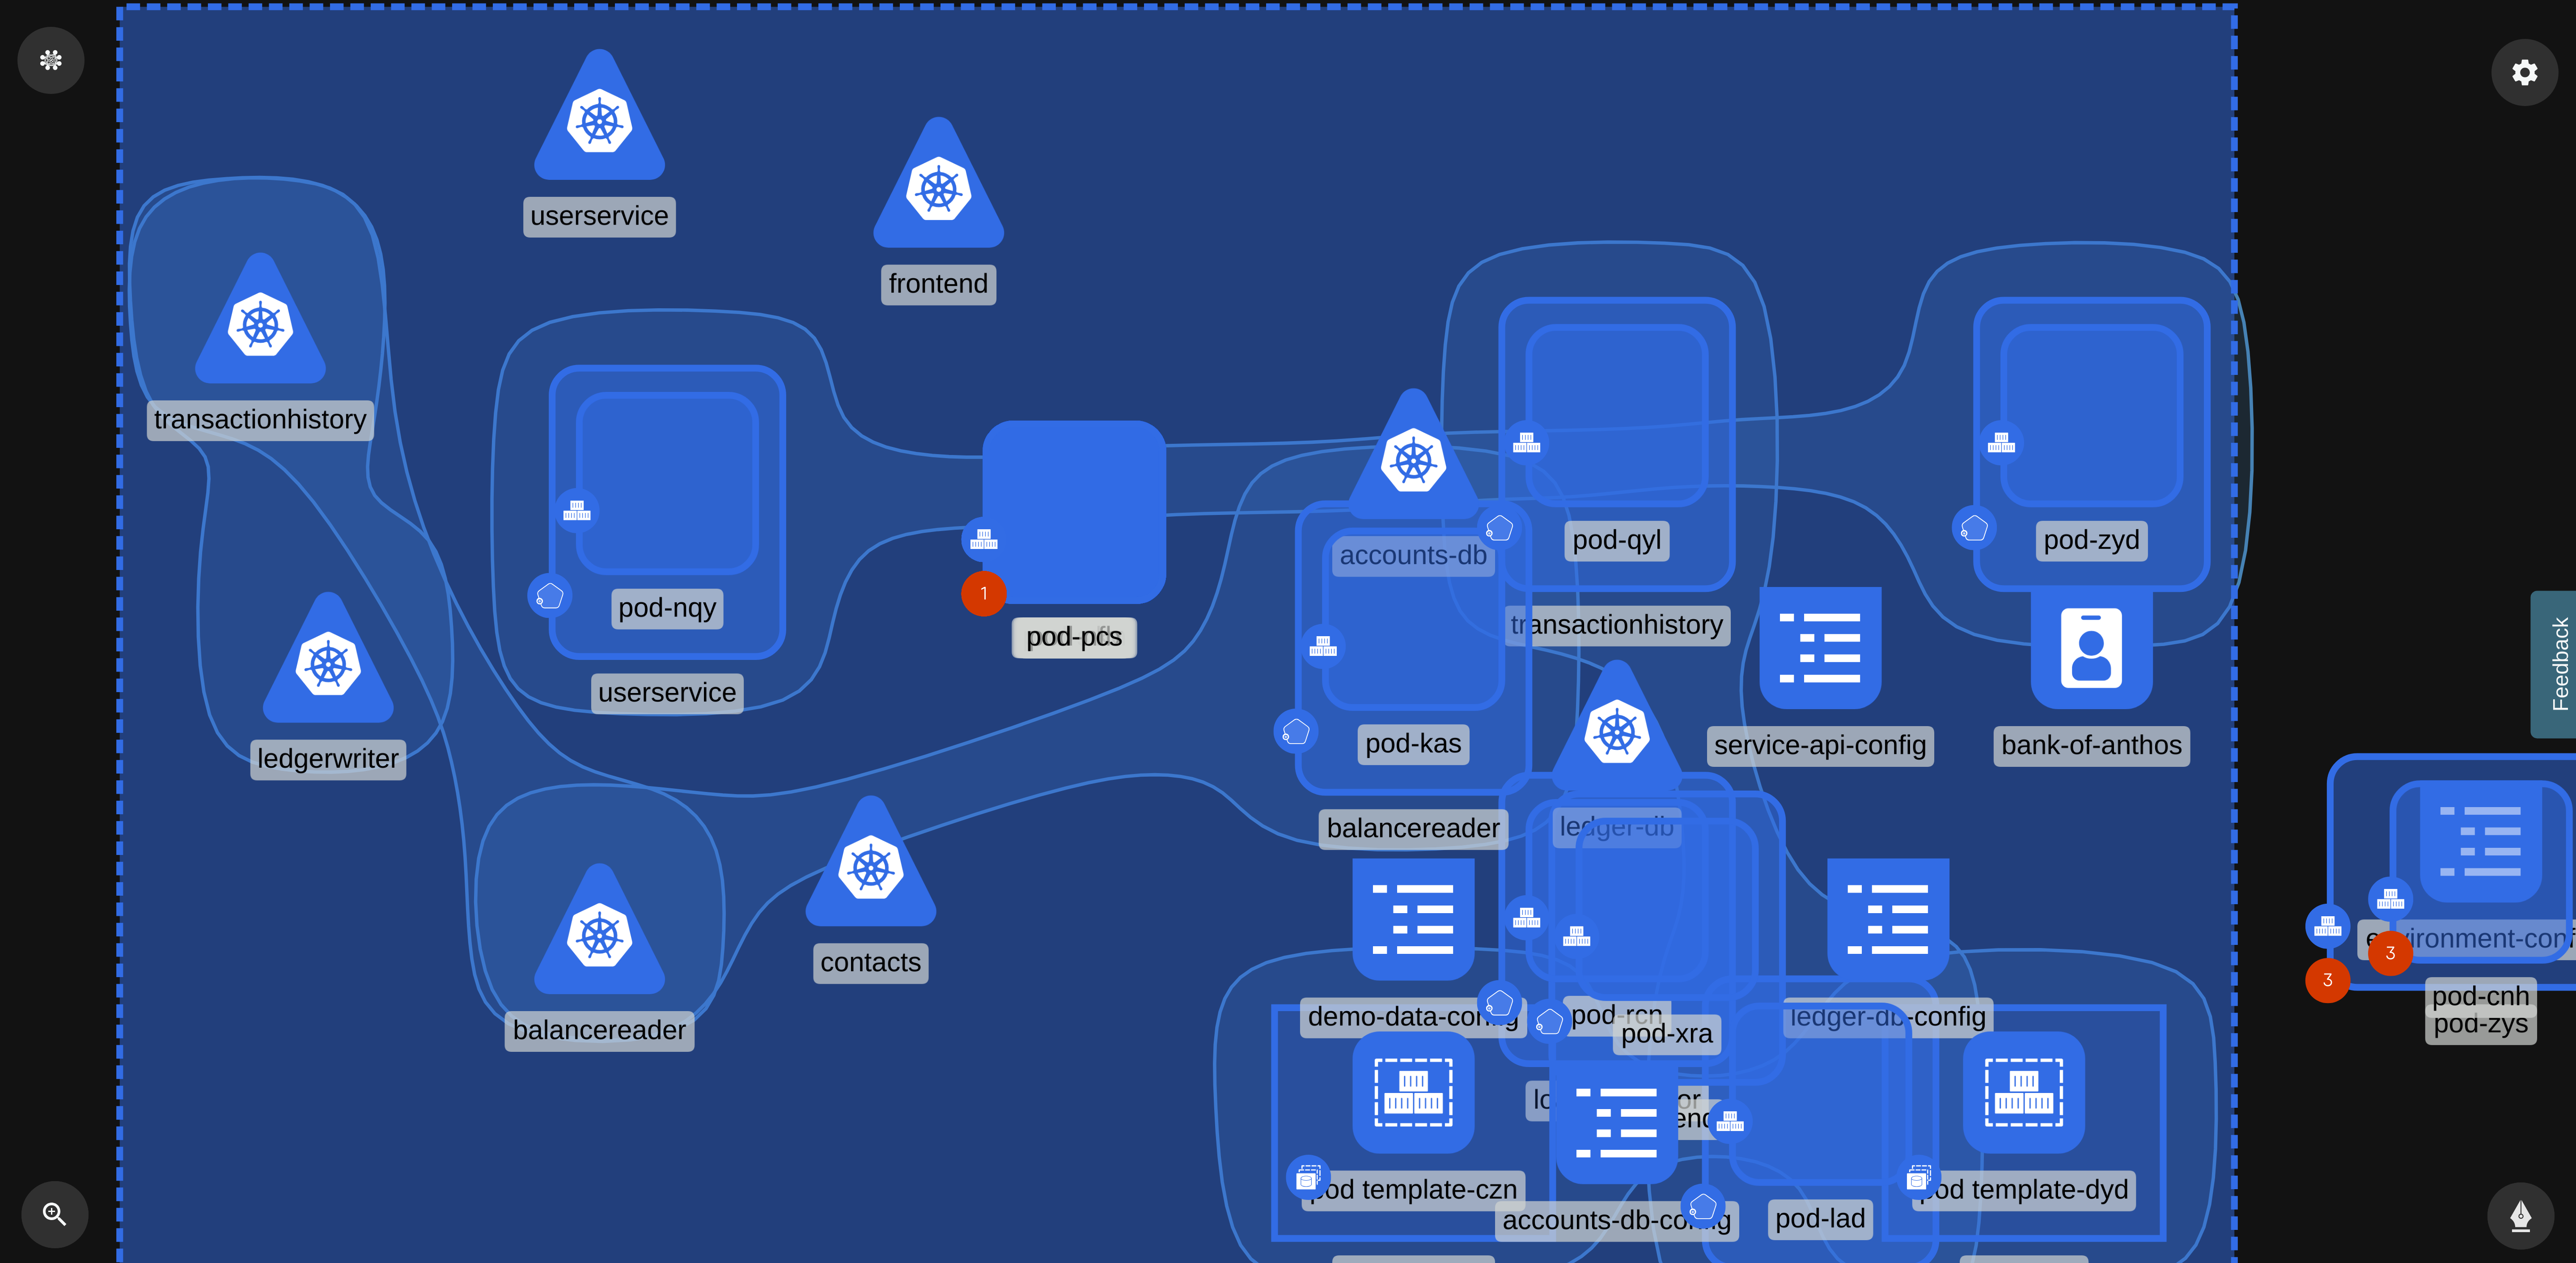 userservice
frontend
transactionhistory
accounts-db
pod-qyl
pod-zyd
pod-nqy
1
transactionhistory
pod-pcs
userservice
Feedback
ledgerwriter
pod-kas
service-api-config
bank-of-anthos
balancereader
ledger-db
contacts
3
3
pod-cnh
pod-zys
balancereader
demo-data-config
pod-rcn
pod-xra
ledger-db-config
pod template-czn
pod template-dyd
accounts-db-config
pod-lad